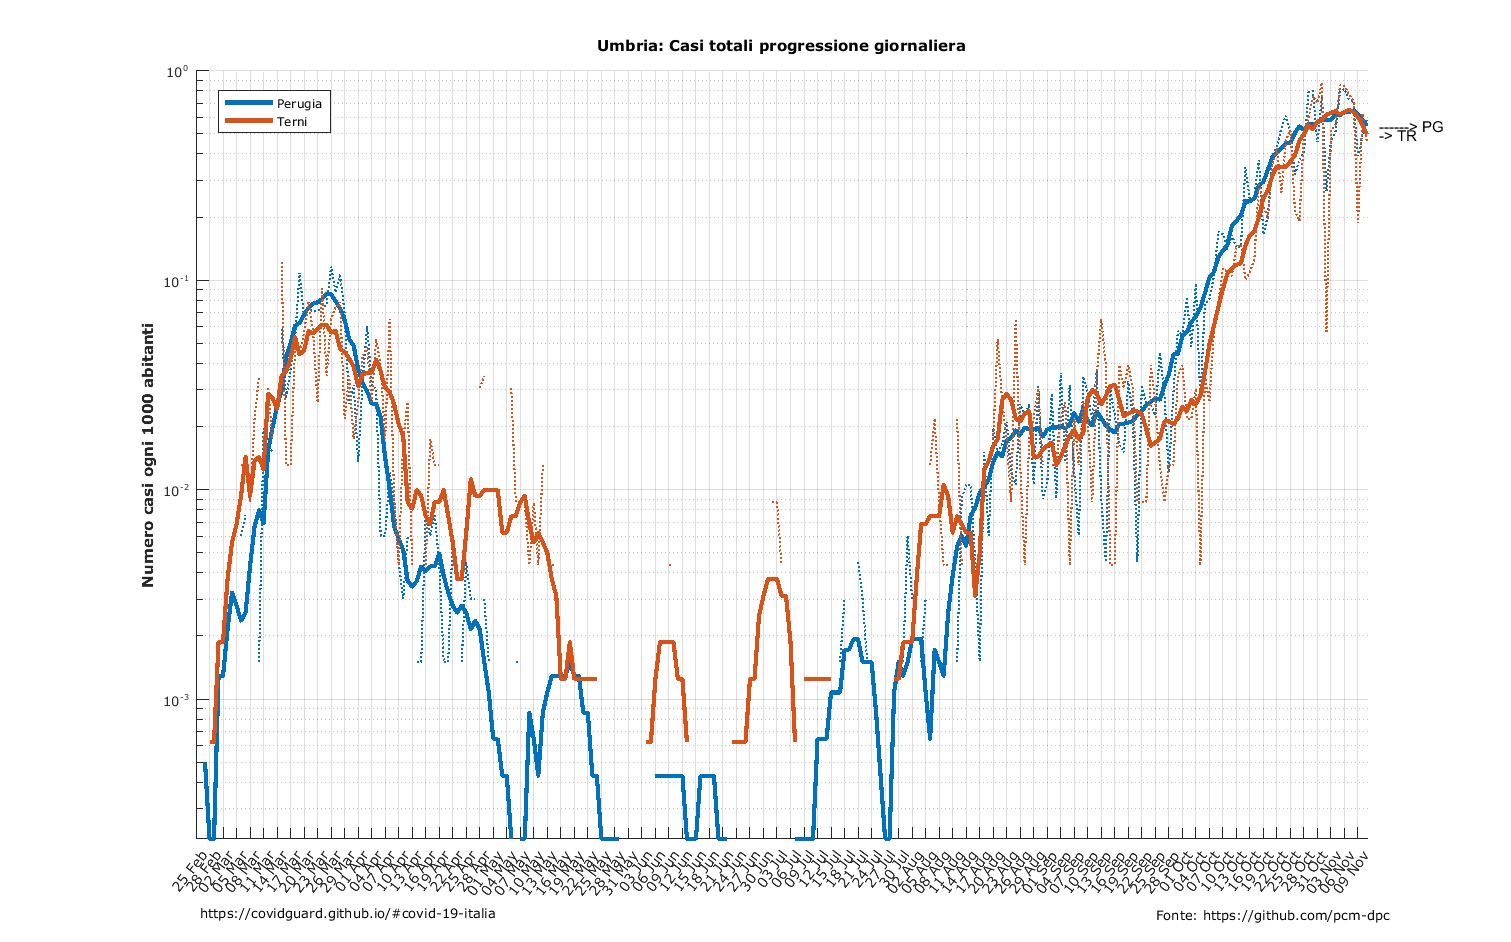 Umbria: Casi totali progressione giornaliera
10⁰
10⁻¹
10⁻²
10⁻³
Numero casi ogni 1000 abitanti
Perugia
Terni
------> PG
-> TR
25 Feb
28 Feb
02 Mar
05 Mar
08 Mar
11 Mar
14 Mar
17 Mar
20 Mar
23 Mar
26 Mar
29 Mar
01 Apr
04 Apr
07 Apr
10 Apr
13 Apr
16 Apr
19 Apr
22 Apr
25 Apr
28 Apr
01 May
04 May
07 May
10 May
13 May
16 May
19 May
22 May
25 May
28 May
31 May
03 Jun
06 Jun
09 Jun
12 Jun
15 Jun
18 Jun
21 Jun
24 Jun
27 Jun
30 Jun
03 Jul
06 Jul
09 Jul
12 Jul
15 Jul
18 Jul
21 Jul
24 Jul
27 Jul
30 Jul
02 Aug
05 Aug
08 Aug
11 Aug
14 Aug
17 Aug
20 Aug
23 Aug
26 Aug
29 Aug
01 Sep
04 Sep
07 Sep
10 Sep
13 Sep
16 Sep
19 Sep
22 Sep
25 Sep
28 Sep
01 Oct
04 Oct
07 Oct
10 Oct
13 Oct
16 Oct
19 Oct
22 Oct
25 Oct
28 Oct
31 Oct
03 Nov
06 Nov
09 Nov
https://covidguard.github.io/#covid-19-italia
Fonte: https://github.com/pcm-dpc